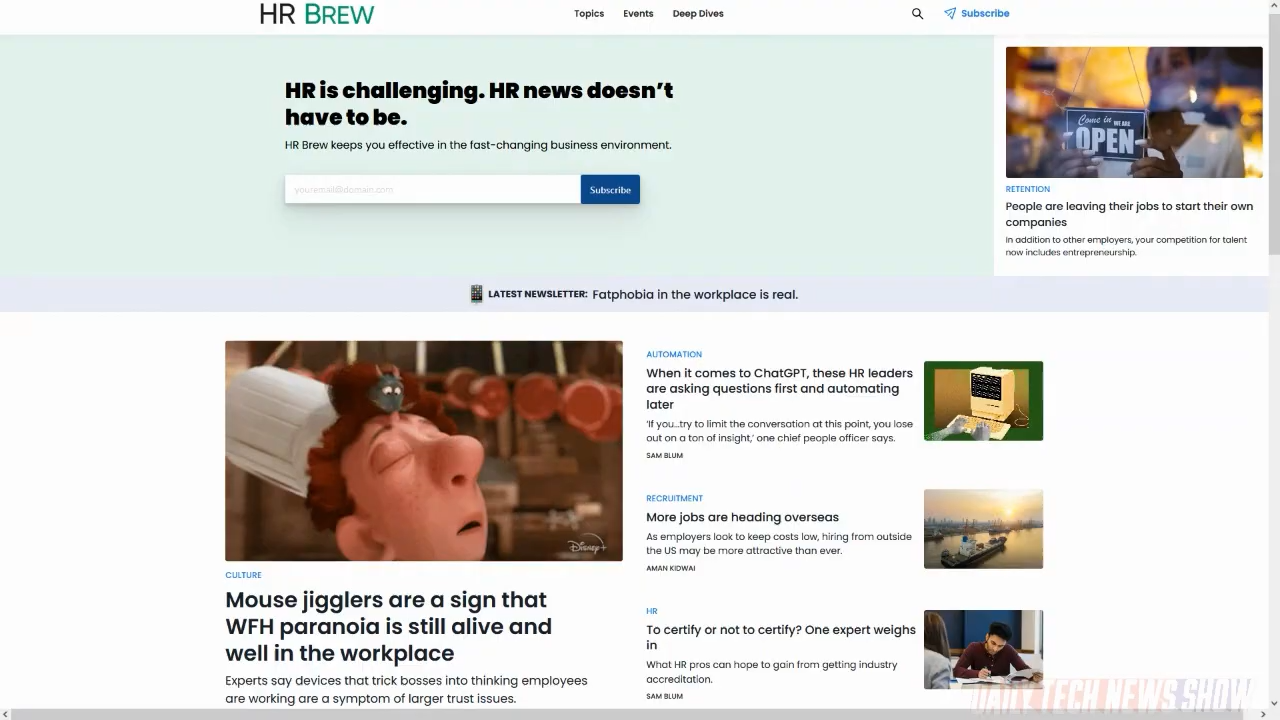 HR BREW
Topics Events Deep Dives
Subscribe
HR is challenging. HR news doesn't
have to be.
HR Brew keeps you effective in the fast-changing business environment.
youremail@domain.com
Subscribe
Come in WE ARE
OPEN
RETENTION
People are leaving their jobs to start their own
companies
In addition to other employers, your competition for talent
now includes entrepreneurship.
LATEST NEWSLETTER: Fatphobia in the workplace is real.
Disney+
CULTURE
Mouse jigglers are a sign that
WFH paranoia is still alive and
well in the workplace
Experts say devices that trick bosses into thinking employees
are working are a symptom of larger trust issues.
AUTOMATION
When it comes to ChatGPT, these HR leaders
are asking questions first and automating
later
'If you...try to limit the conversation at this point, you lose
out on a ton of insight,' one chief people officer says.
SAM BLUM
RECRUITMENT
More jobs are heading overseas
As employers look to keep costs low, hiring from outside
the US may be more attractive than ever.
AMAN KIDWAI
HR
To certify or not to certify? One expert weighs
in
What HR pros can hope to gain from getting industry
accreditation.
SAM BLUM
DAILY TECH NEWS SHOW